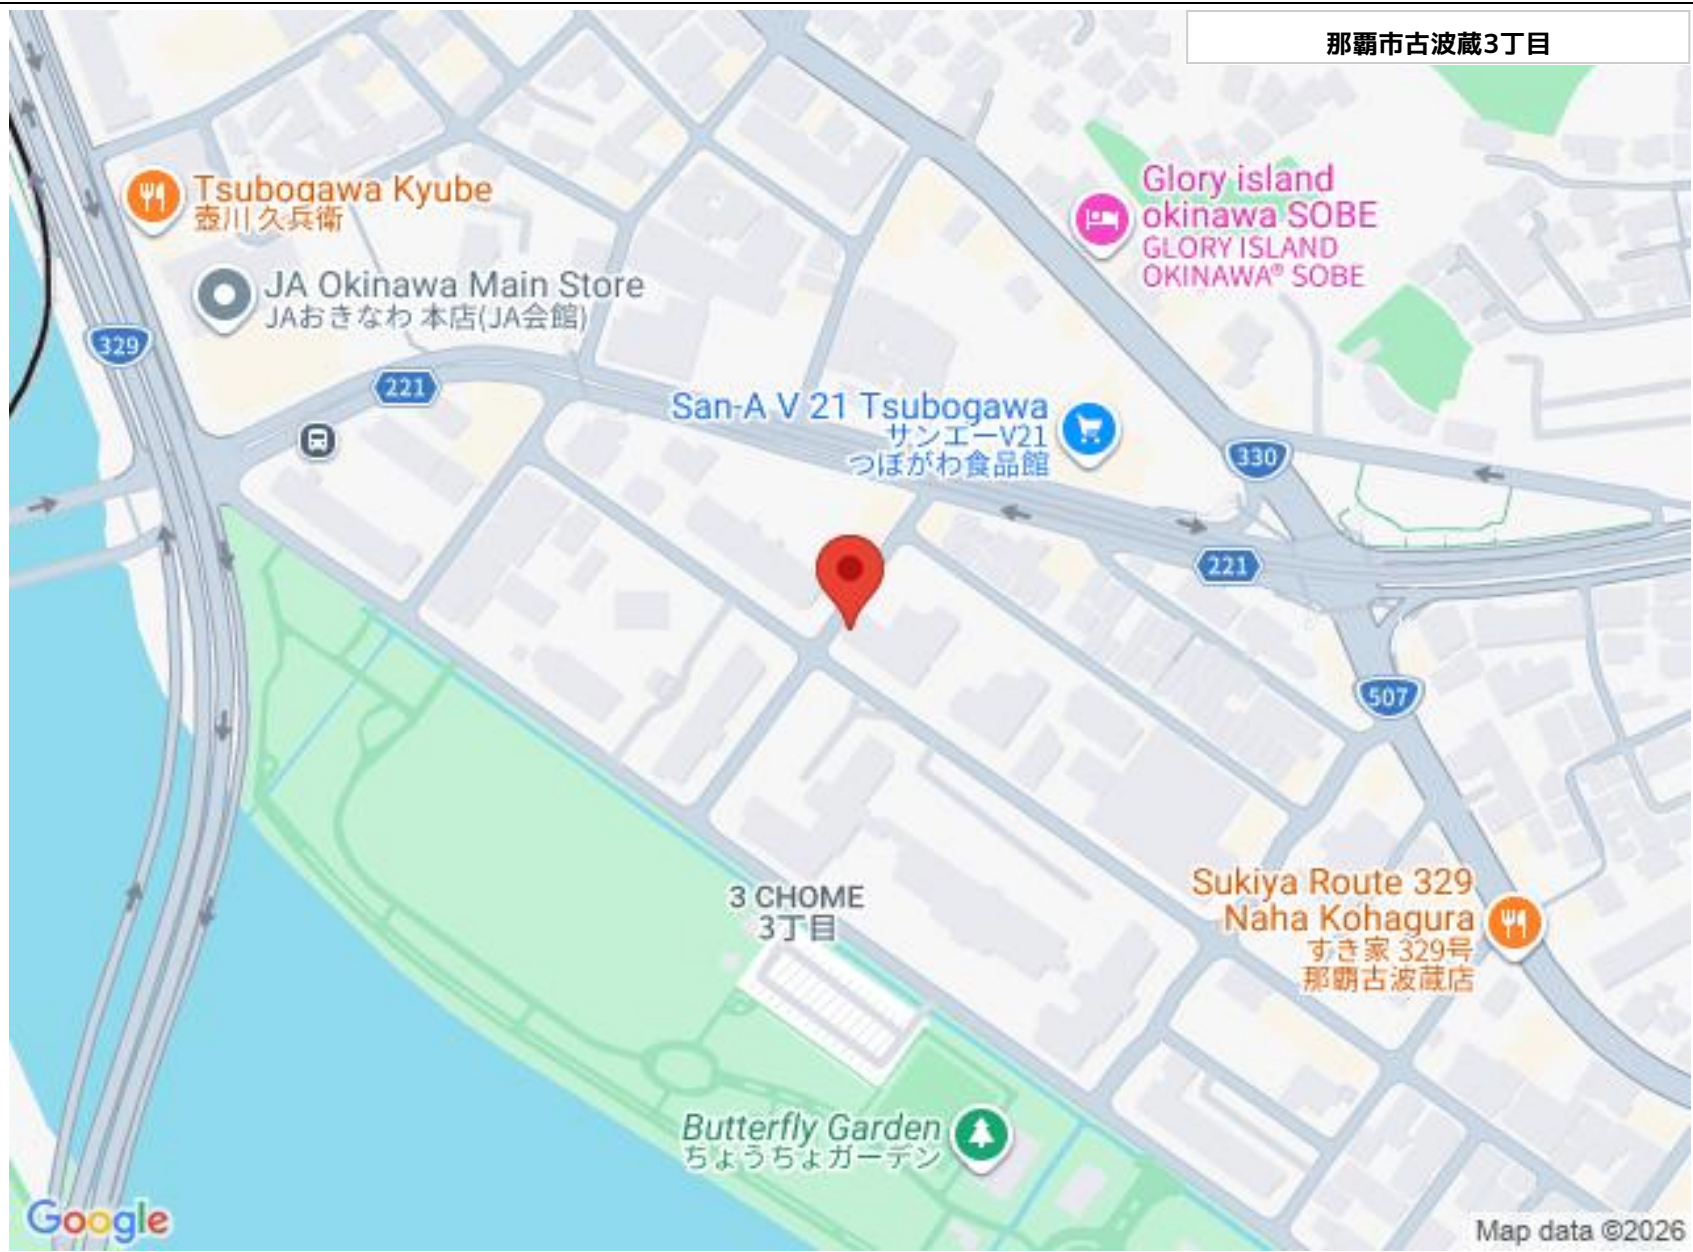 那覇市古波蔵3丁目
Glory island
okinawa SOBE
GLORY ISLAND
OKINAWA® SOBE
Tsubogawa Kyube
壺川 久兵衛
JA Okinawa Main Store
JAおきなわ 本店(JA会館)
329
221
San-A V 21 Tsubogawa
サンエーV21
つぼがわ食品館
330
221
507
Sukiya Route 329
Naha Kohagura
すき家 329号
那覇古波蔵店
3 CHOME
3丁目
Butterfly Garden
ちょうちょガーデン
Google
Map data ©2026